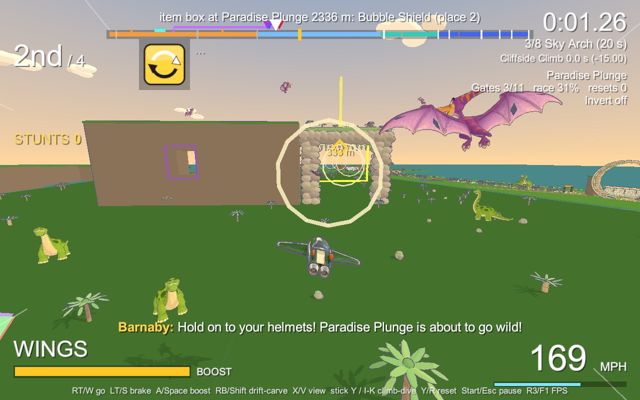 item box at Paradise Plunge 2336 m: Bubble Shield (place 2)
0:01.26
2nd / 4
...
3/8 Sky Arch (20 s)
Cliffside Climb 0.0 s (-15.00)
Paradise Plunge
Gates 3/11 race 31% resets 0
Invert off
STUNTS 0
339 m
Barnaby: Hold on to your helmets! Paradise Plunge is about to go wild!
WINGS
BOOST
169 MPH
RT/W go LT/S brake A/Space boost RB/Shift drift-carve X/V view stick Y / I-K climb-dive Y/R reset Start/Esc pause R3/F1 FPS